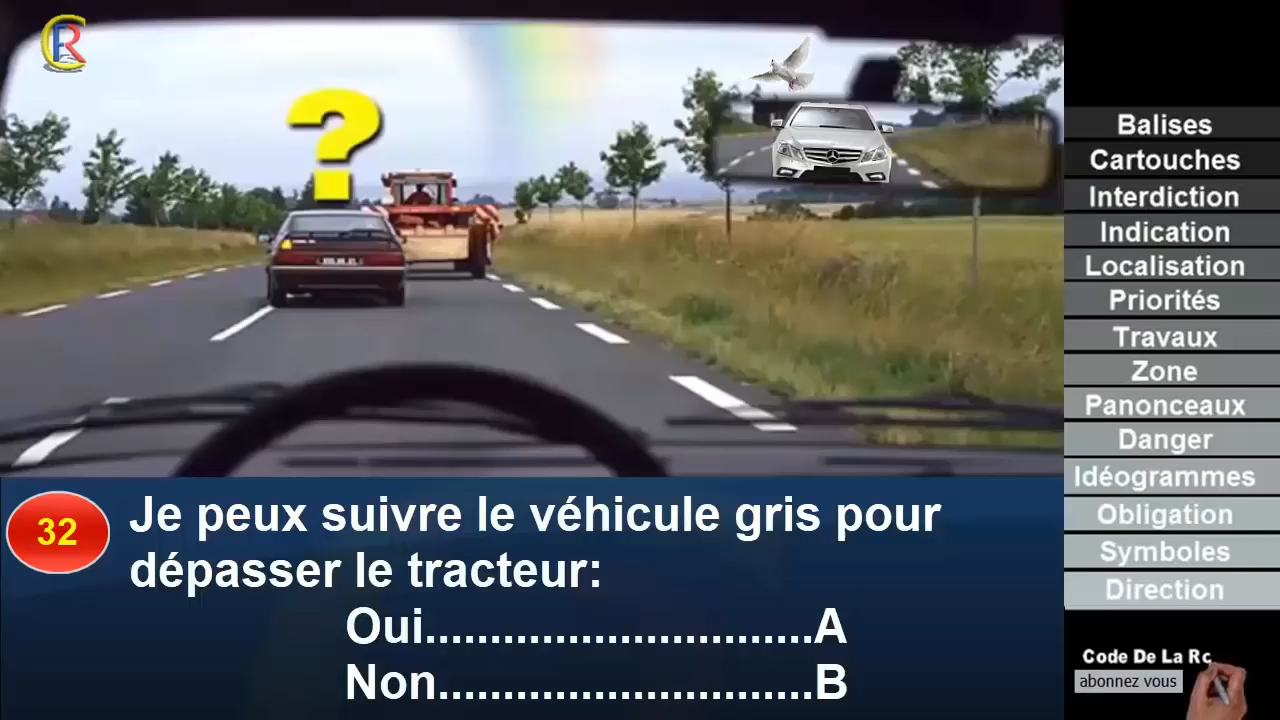 CFR
?
32
Je peux suivre le véhicule gris pour
dépasser le tracteur:
Oui..............................A
Non.............................B
Balises
Cartouches
Interdiction
Indication
Localisation
Priorités
Travaux
Zone
Panonceaux
Danger
Idéogrammes
Obligation
Symboles
Direction
Code De La Rc
abonnez vous